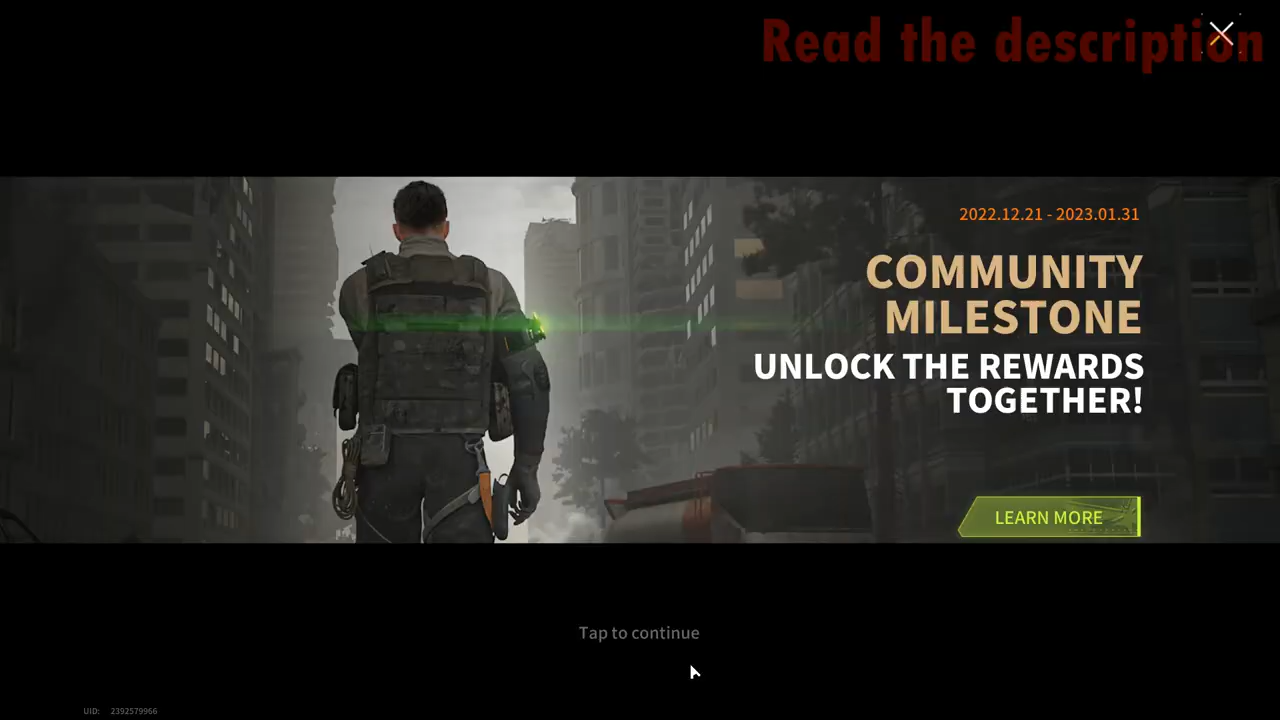 Read the description
2022.12.21 - 2023.01.31
COMMUNITY
MILESTONE
UNLOCK THE REWARDS
TOGETHER!
LEARN MORE
Tap to continue
UID: 2392579966